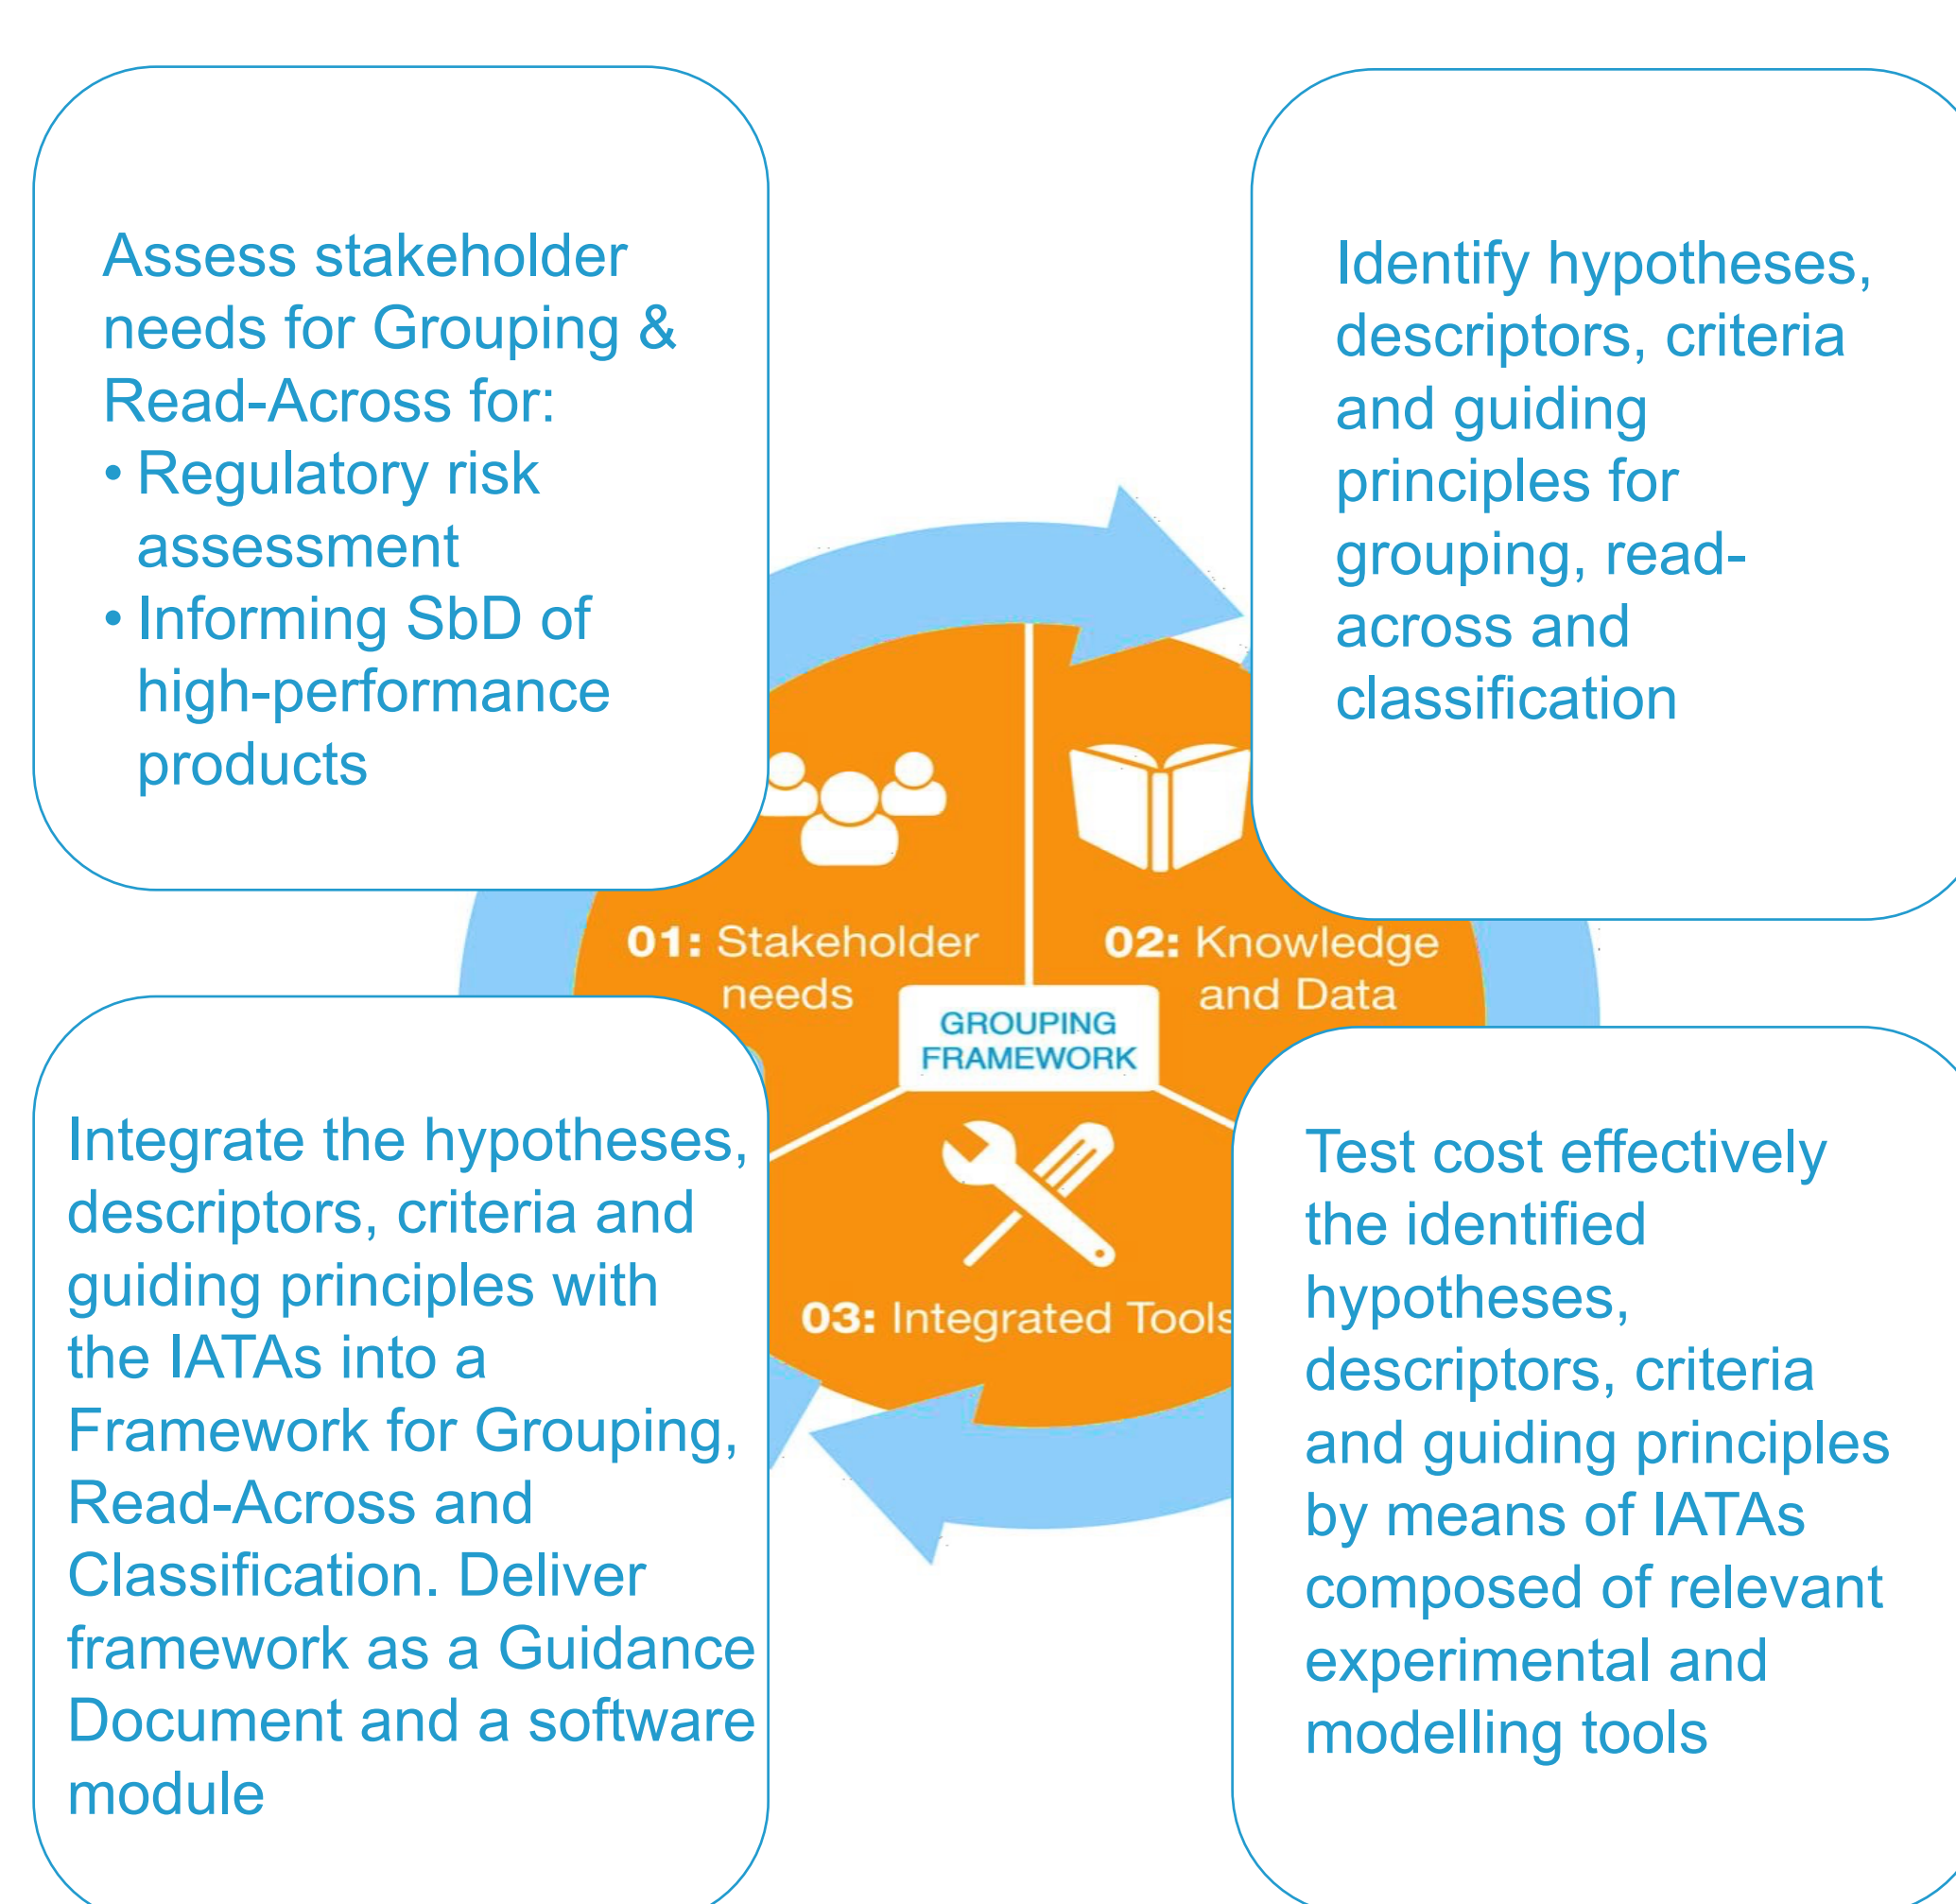 Assess stakeholder
needs for Grouping &
Read-Across for:
• Regulatory risk
assessment
• Informing SbD of
high-performance
products
Identify hypotheses,
descriptors, criteria
and guiding
principles for
grouping, read-
across and
classification
01: Stakeholder
needs
02: Knowledge
and Data
GROUPING
FRAMEWORK
03: Integrated Tools
Integrate the hypotheses,
descriptors, criteria and
guiding principles with
the IATAs into a
Framework for Grouping,
Read-Across and
Classification. Deliver
framework as a Guidance
Document and a software
module
Test cost effectively
the identified
hypotheses,
descriptors, criteria
and guiding principles
by means of IATAs
composed of relevant
experimental and
modelling tools